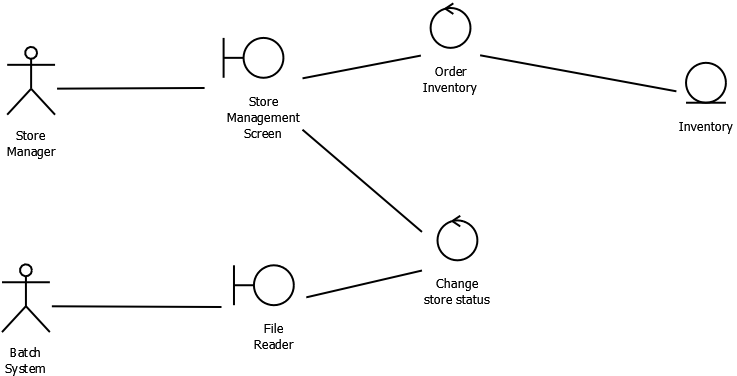 Order
Inventory
Store
Management
Screen
Inventory
Store
Manager
Change
store status
File
Reader
Batch
System